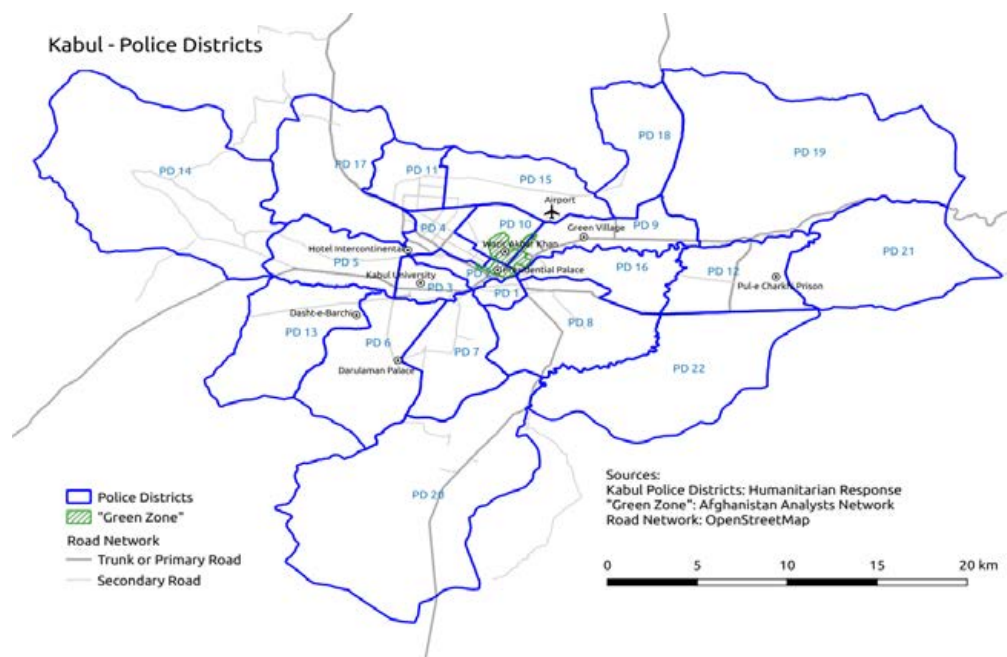 Kabul - Police Districts
PD 18
PD 19
PD 17
PD 11
PD 14
PD 15
Airport
PD 4
PD 10
PD 9
Green Village
Wazir Akbar Khan
Hotel Intercontinental
PD 5
PD 21
Presidential Palace
PD 16
PD 12
Kabul University
PD 3
PD 1
Pul-e Charkhi Prison
Dasht-e-Barchi
PD 13
PD 6
PD 7
PD 8
Darulaman Palace
PD 22
PD 20
Police Districts
"Green Zone"
Road Network
Trunk or Primary Road
Secondary Road
Sources:
Kabul Police Districts: Humanitarian Response
"Green Zone": Afghanistan Analysts Network
Road Network: OpenStreetMap
0 5 10 15 20 km